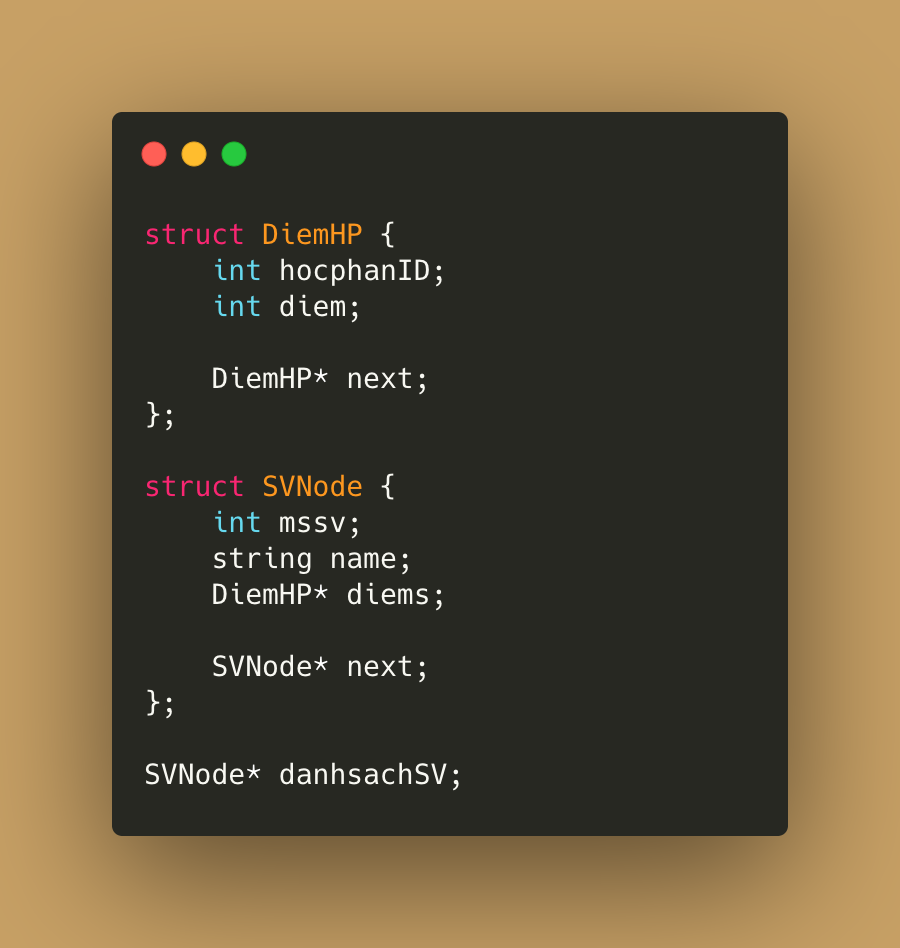 struct DiemHP {
    int hocphanID;
    int diem;
    DiemHP* next;
};
struct SVNode {
    int mssv;
    string name;
    DiemHP* diems;
    SVNode* next;
};
SVNode* danhsachSV;